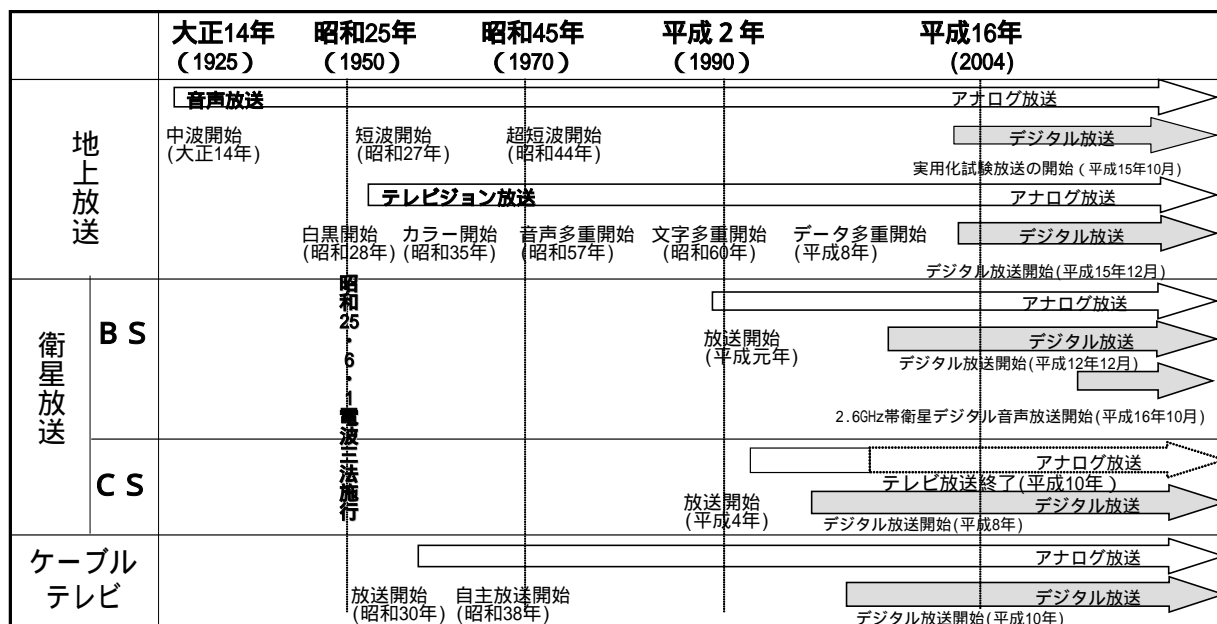 大正14年 昭和25年 昭和45年 平成２年 平成16年
（1925） （1950） （1970） （1990） (2004)
地上放送
音声放送 アナログ放送
中波開始 短波開始 超短波開始 デジタル放送
(大正14年) (昭和27年) (昭和44年)
実用化試験放送の開始（平成15年10月）
テレビジョン放送 アナログ放送
白黒開始 カラー開始 音声多重開始 文字多重開始 データ多重開始 デジタル放送
(昭和28年) (昭和35年) (昭和57年) (昭和60年) (平成8年)
デジタル放送開始(平成15年12月)
昭和25・6・1電波三法施行
衛星放送
ＢＳ
アナログ放送
放送開始 デジタル放送
(平成元年)
デジタル放送開始(平成12年12月)
2.6GHz帯衛星デジタル音声放送開始(平成16年10月)
ＣＳ
アナログ放送
テレビ放送終了(平成10年)
放送開始 デジタル放送
(平成4年) デジタル放送開始(平成8年)
ケーブル
テレビ
アナログ放送
放送開始 自主放送開始 デジタル放送
(昭和30年) (昭和38年) デジタル放送開始(平成10年)